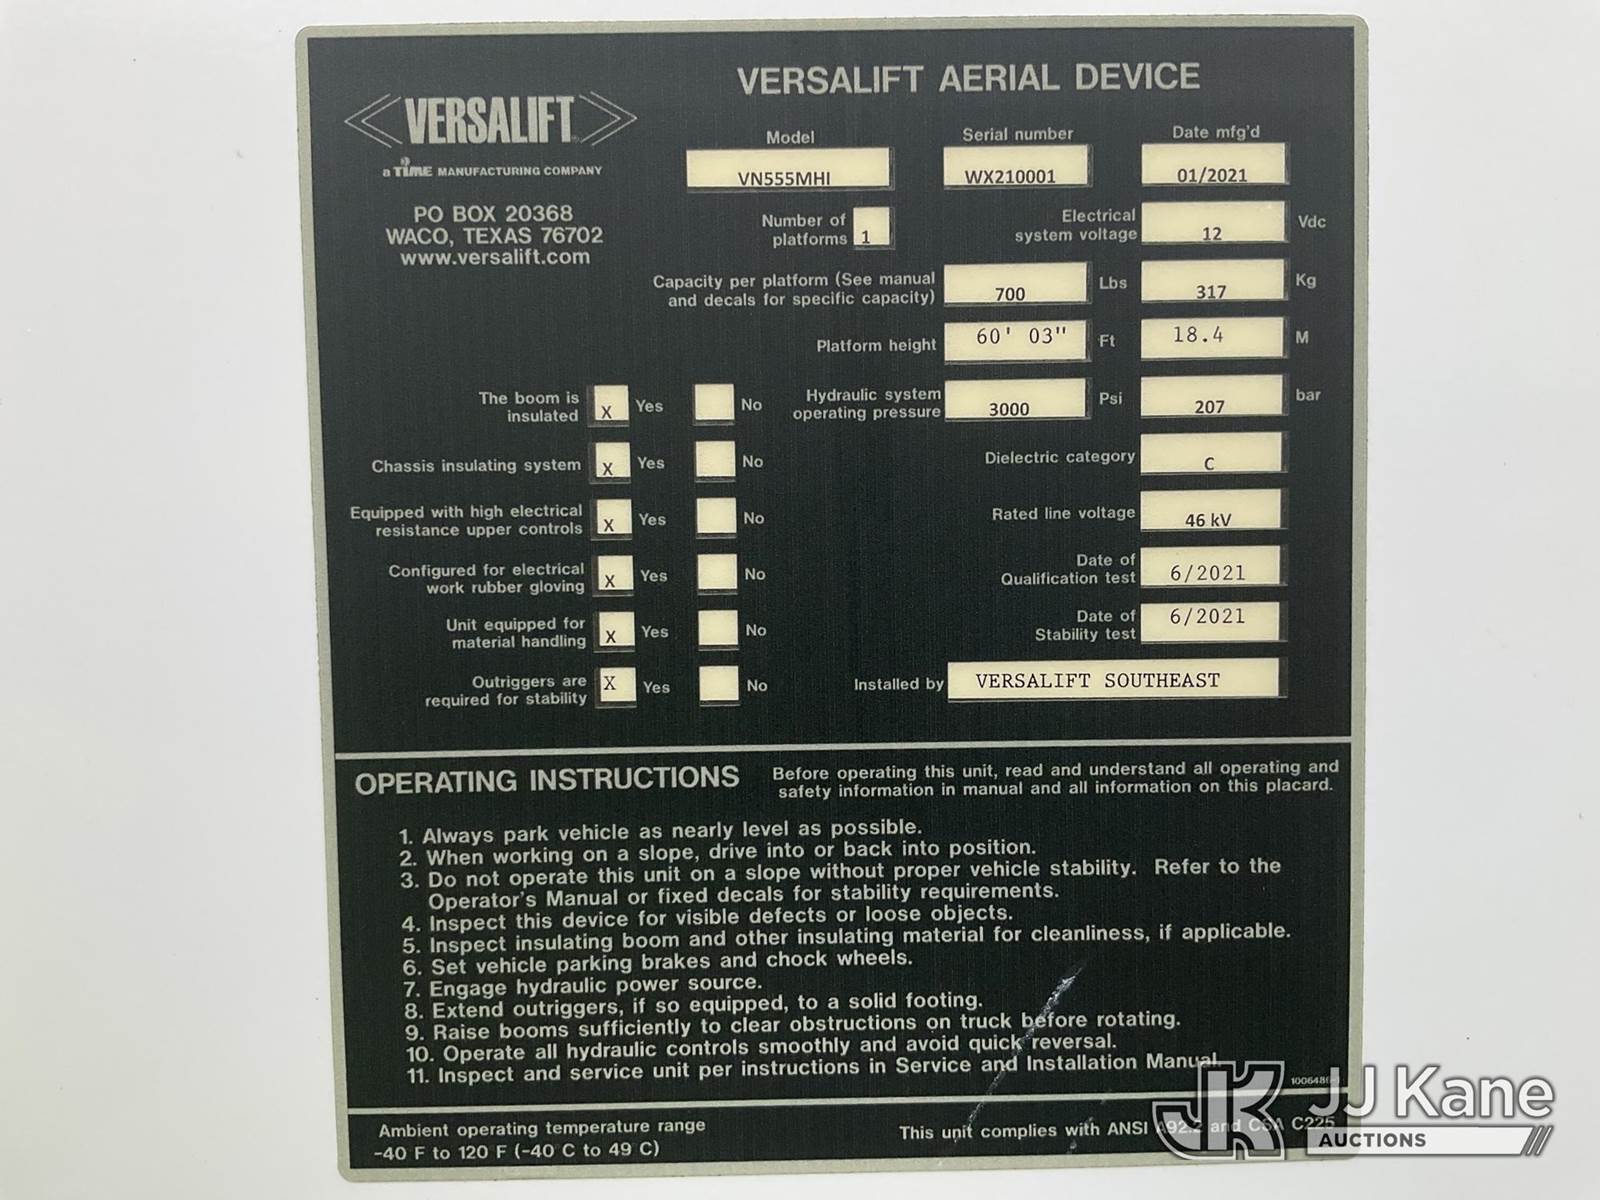 VERSALIFT AERIAL DEVICE
VERSALIFT
a TIME MANUFACTURING COMPANY
PO BOX 20368
WACO, TEXAS 76702
www.versalift.com
Model
VN555MHI
Serial number
WX210001
Date mfg'd
01/2021
Number of
platforms 1
Electrical
system voltage 12 Vdc
Capacity per platform (See manual
and decals for specific capacity) 700 Lbs 317 Kg
Platform height 60' 03" Ft 18.4 M
Hydraulic system
operating pressure 3000 Psi 207 bar
Dielectric category C
Rated line voltage 46 kV
Date of
Qualification test 6/2021
Date of
Stability test 6/2021
Installed by VERSALIFT SOUTHEAST
The boom is
insulated X Yes No
Chassis insulating system X Yes No
Equipped with high electrical
resistance upper controls X Yes No
Configured for electrical
work rubber gloving X Yes No
Unit equipped for
material handling X Yes No
Outriggers are
required for stability X Yes No
OPERATING INSTRUCTIONS
Before operating this unit, read and understand all operating and
safety information in manual and all information on this placard.
1. Always park vehicle as nearly level as possible.
2. When working on a slope, drive into or back into position.
3. Do not operate this unit on a slope without proper vehicle stability. Refer to the
Operator's Manual or fixed decals for stability requirements.
4. Inspect this device for visible defects or loose objects.
5. Inspect insulating boom and other insulating material for cleanliness, if applicable.
6. Set vehicle parking brakes and chock wheels.
7. Engage hydraulic power source.
8. Extend outriggers, if so equipped, to a solid footing.
9. Raise booms sufficiently to clear obstructions on truck before rotating.
10. Operate all hydraulic controls smoothly and avoid quick reversal.
11. Inspect and service unit per instructions in Service and Installation Manual.
Ambient operating temperature range
-40 F to 120 F (-40 C to 49 C)
This unit complies with ANSI A92.2 and CSA C225
JK JJ Kane
AUCTIONS